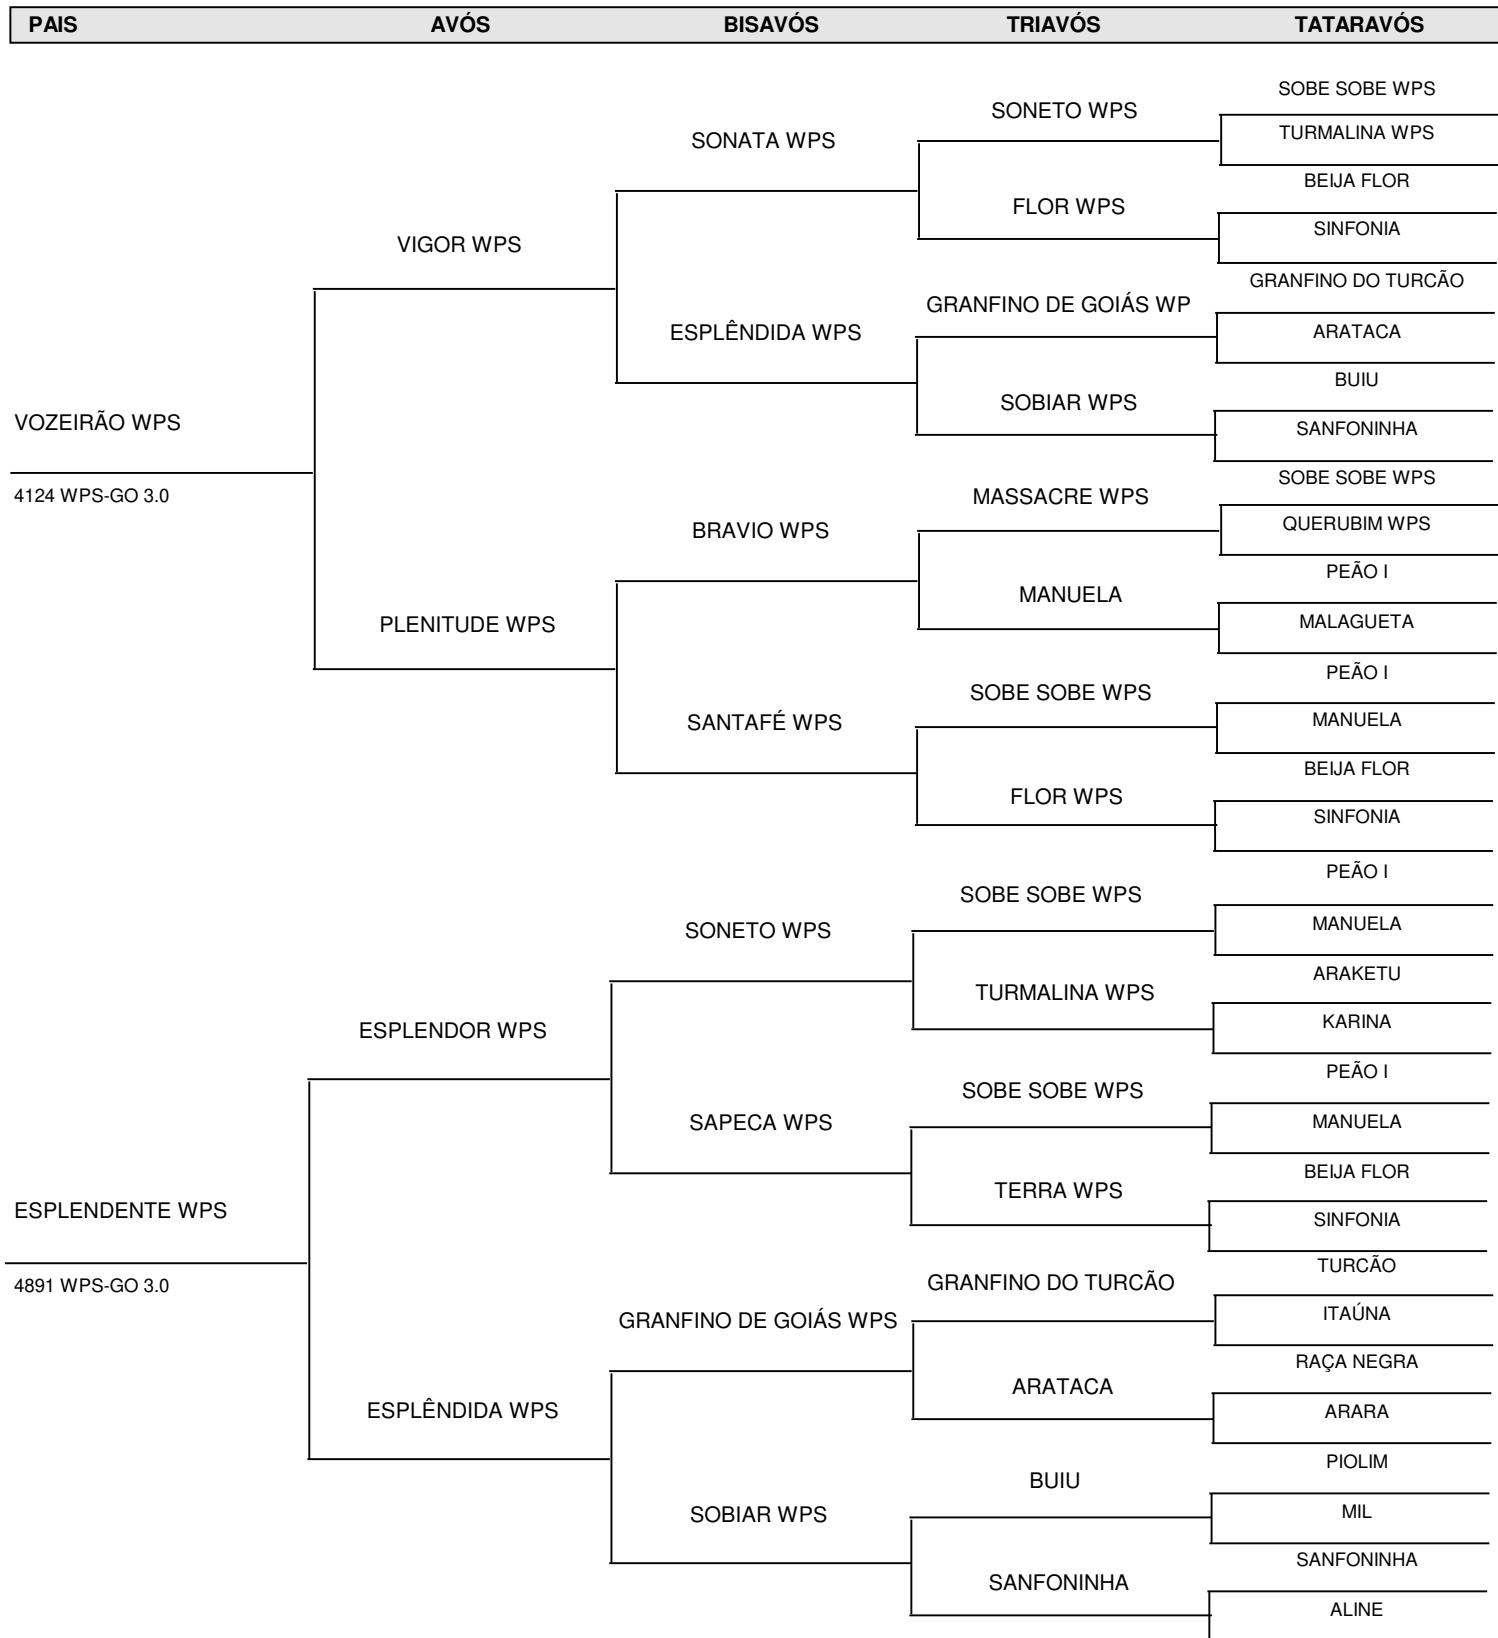 PAIS AVÓS BISAVÓS TRIAVÓS TATARAVÓS
SOBE SOBE WPS
SONETO WPS
TURMALINA WPS
SONATA WPS
BEIJA FLOR
FLOR WPS
SINFONIA
VIGOR WPS
GRANFINO DO TURCÃO
GRANFINO DE GOIÁS WP
ARATACA
ESPLÊNDIDA WPS
BUIU
SOBIAR WPS
SANFONINHA
VOZEIRÃO WPS
4124 WPS-GO 3.0
SOBE SOBE WPS
MASSACRE WPS
QUERUBIM WPS
BRAVIO WPS
PEÃO I
MANUELA
MALAGUETA
PLENITUDE WPS
PEÃO I
SOBE SOBE WPS
MANUELA
SANTAFÉ WPS
BEIJA FLOR
FLOR WPS
SINFONIA
PEÃO I
SOBE SOBE WPS
MANUELA
SONETO WPS
ARAKETU
TURMALINA WPS
KARINA
ESPLENDOR WPS
PEÃO I
SOBE SOBE WPS
MANUELA
SAPECA WPS
BEIJA FLOR
TERRA WPS
SINFONIA
ESPLENDENTE WPS
4891 WPS-GO 3.0
TURCÃO
GRANFINO DO TURCÃO
ITAÚNA
GRANFINO DE GOIÁS WPS
RAÇA NEGRA
ARATACA
ARARA
ESPLÊNDIDA WPS
PIOLIM
BUIU
MIL
SOBIAR WPS
SANFONINHA
SANFONINHA
ALINE